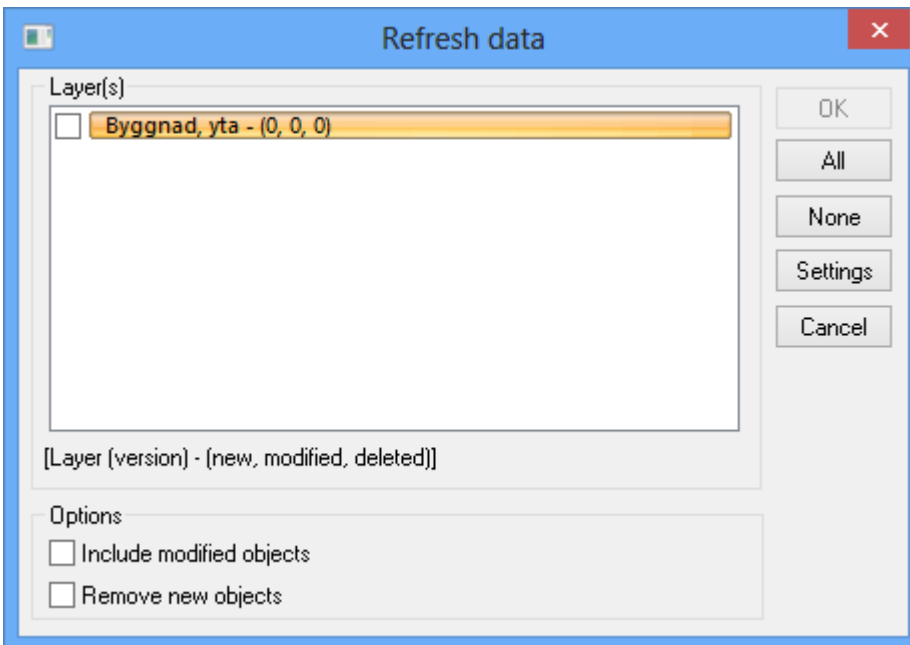 Refresh data
Layer(s)
Byggnad, yta - (0, 0, 0)
[Layer (version) - (new, modified, deleted)]
OK
All
None
Settings
Cancel
Options
Include modified objects
Remove new objects